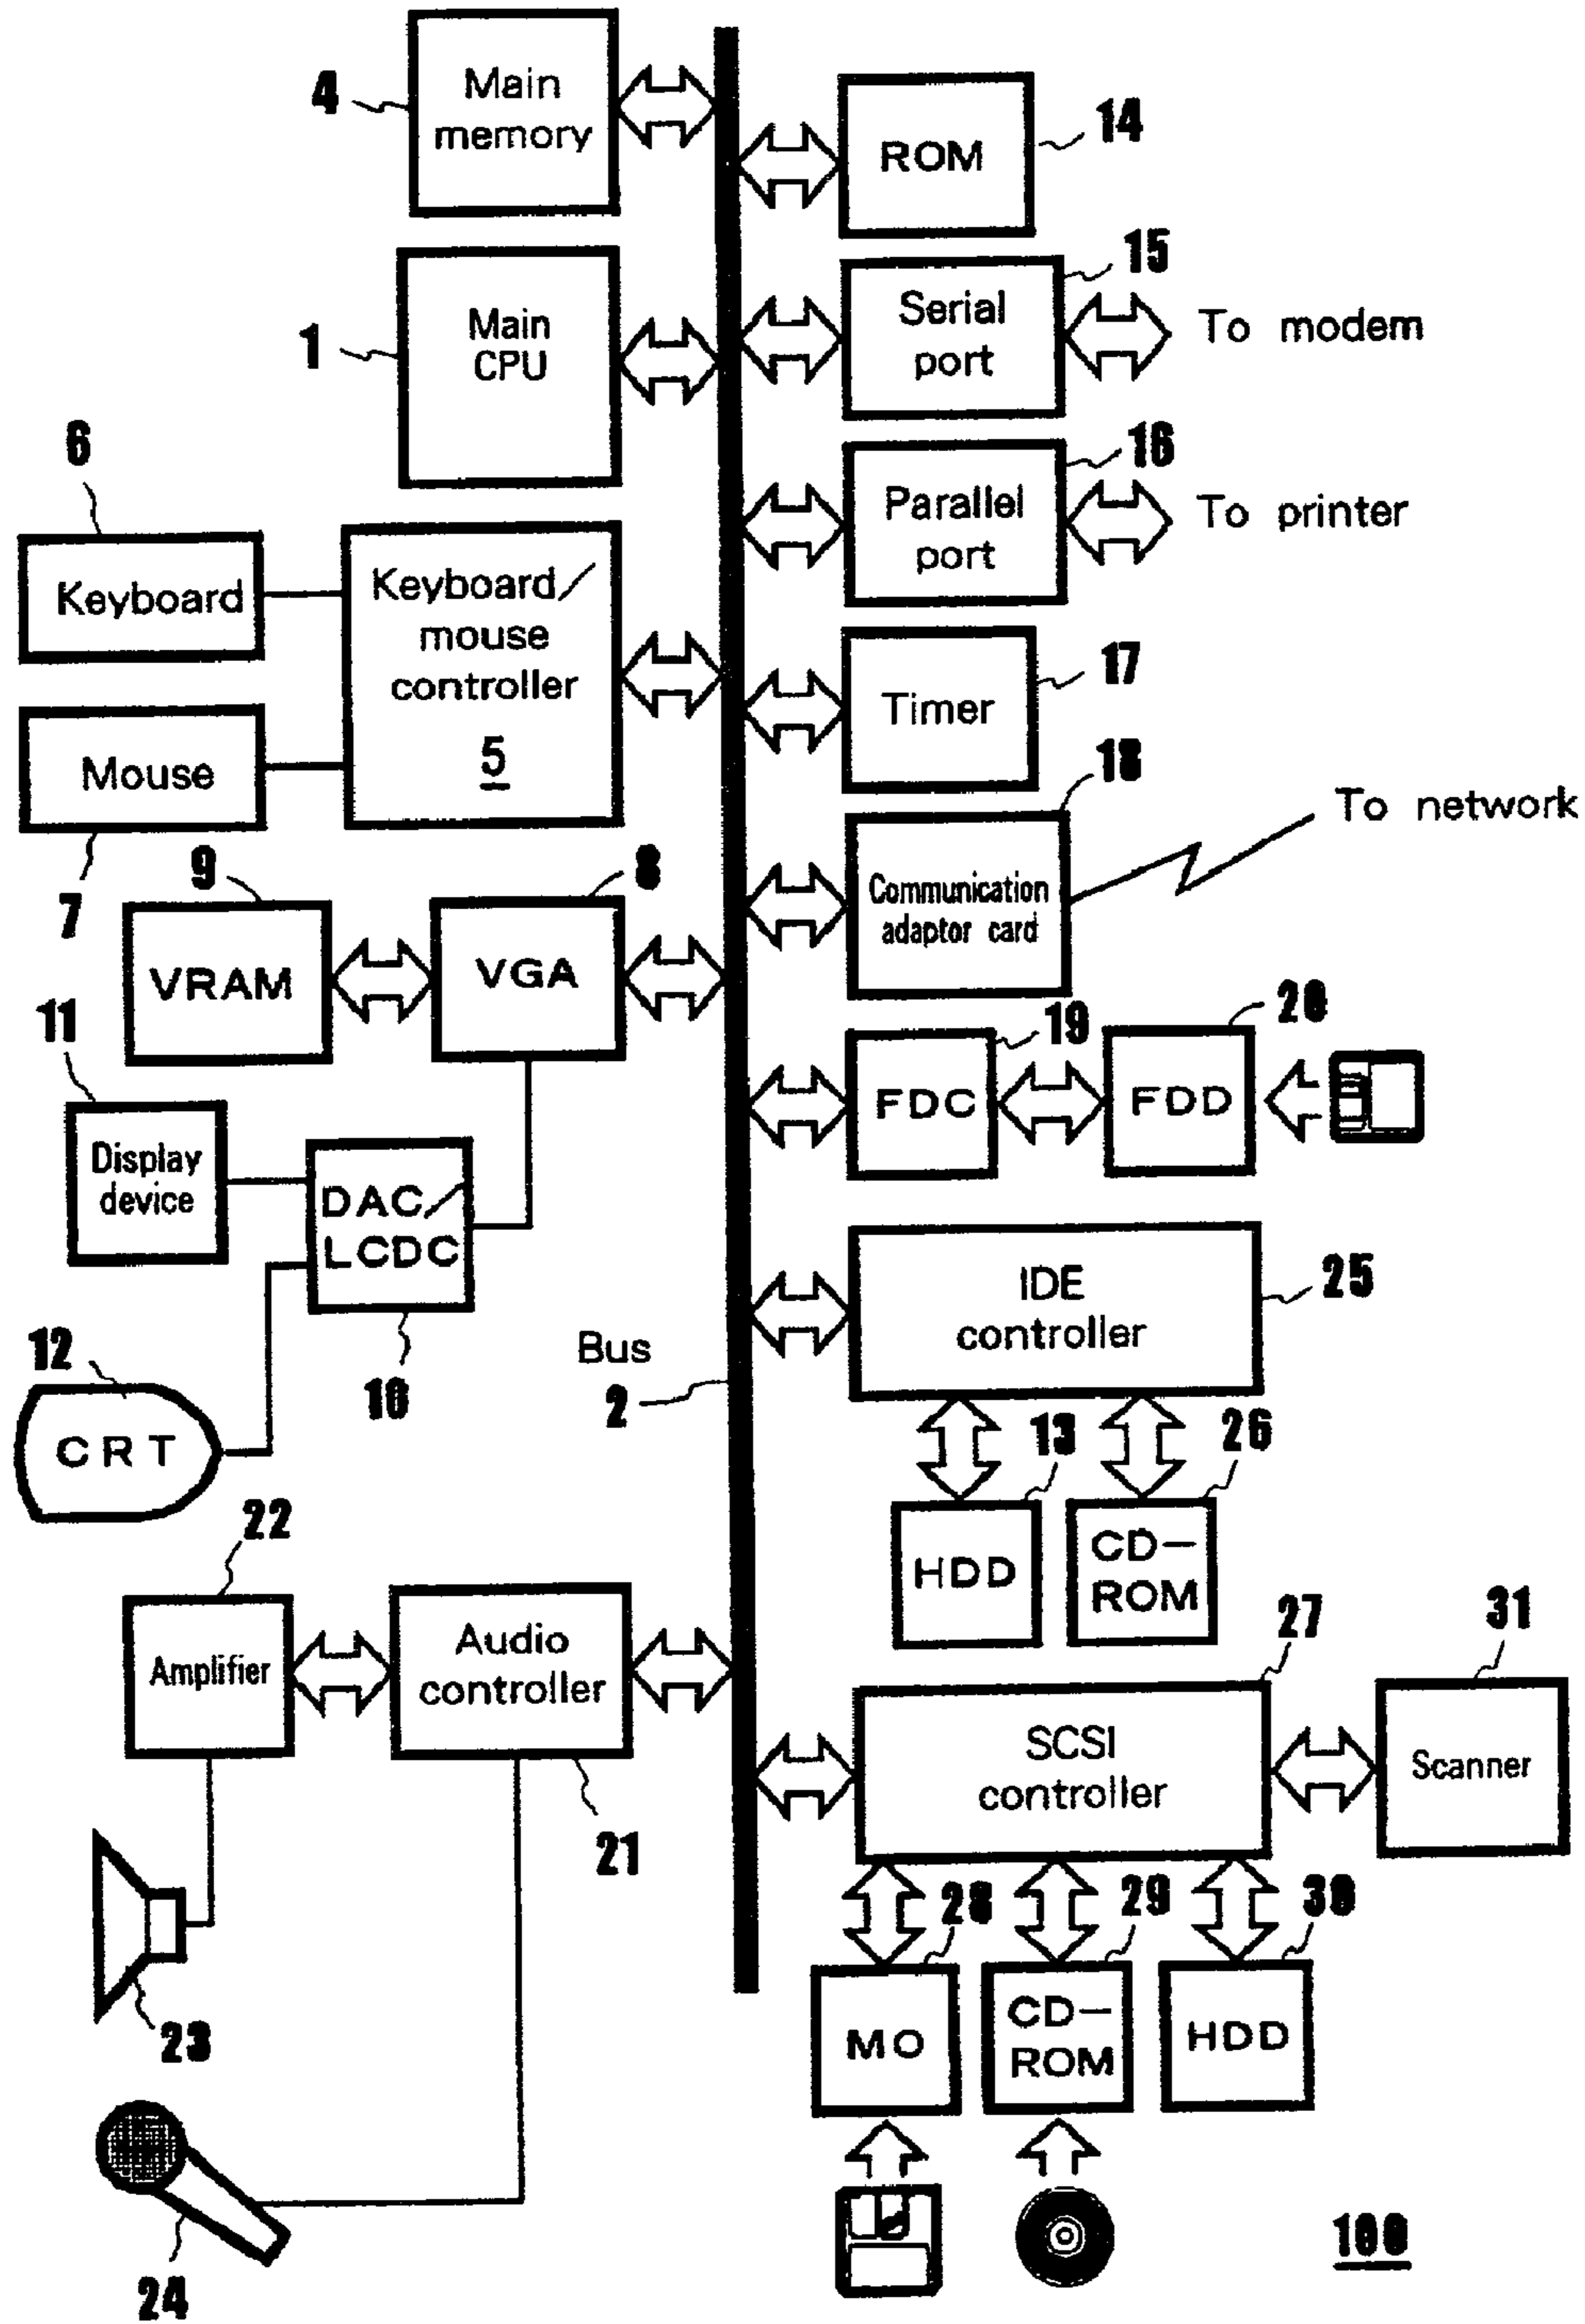 4
Main
memory
ROM
14
1
Main
CPU
15
Serial
port
To modem
6
Keyboard
Keyboard/
mouse
controller
5
16
Parallel
port
To printer
Mouse
7
Timer
17
18
Communication
adaptor card
To network
9
VRAM
8
VGA
11
Display
device
DAC/
LCDC
10
19
FDC
20
FDD
12
CRT
Bus
2
IDE
controller
25
13
HDD
26
CD-
ROM
22
Amplifier
Audio
controller
21
27
SCSI
controller
31
Scanner
23
24
28
MO
29
CD-
ROM
30
HDD
100